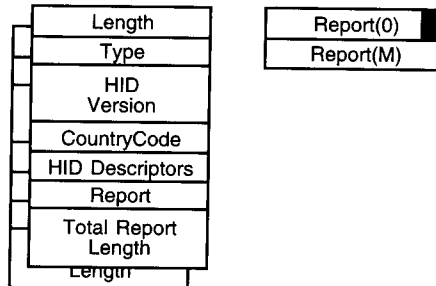 Length
Type
HID
Version
CountryCode
HID Descriptors
Report
Total Report
Length
Length
Report(0)
Report(M)